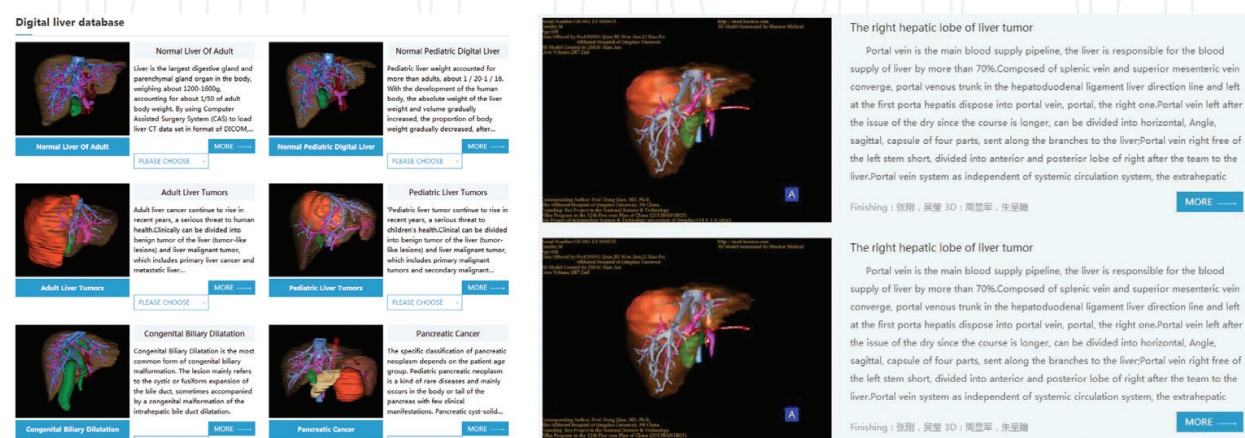 Digital liver database
Normal Liver Of Adult
Liver is the largest digestive gland and
parenchymal gland organ in the body,
weighing about 1200-1600g,
accounting for about 1/50 of adult
body weight. By using Computer
Assisted Surgery System (CAS) to load
liver CT data set in format of DICOM,...
Normal Liver Of Adult
MORE
PLEASE CHOOSE
Normal Pediatric Digital Liver
Pediatric liver weight accounted for
more than adults, about 1 / 20-1 / 16.
With the development of the human
body, the absolute weight of the liver
weight and volume gradually
increased, the proportion of body
weight gradually decreased, after...
Normal Pediatric Digital Liver
MORE
PLEASE CHOOSE
Adult Liver Tumors
Adult liver cancer continue to rise in
recent years, a serious threat to human
health.Clinically can be divided into
benign tumor of the liver (tumor-like
lesions) and liver malignant tumor,
which includes primary liver cancer and
metastatic liver...
Adult Liver Tumors
MORE
PLEASE CHOOSE
Pediatric Liver Tumors
'Pediatric liver tumor continue to rise in
recent years, a serious threat to
children's health.Clinical can be divided
into benign tumor of the liver (tumor-
like lesions) and liver malignant tumor,
which includes primary malignant
tumors and secondary malignant...
Pediatric Liver Tumors
MORE
PLEASE CHOOSE
Congenital Biliary Dilatation
Congenital Biliary Dilatation is the most
common form of congenital biliary
malformation. The lesion mainly refers
to the cystic or fusiform expansion of
the bile duct, sometimes accompanied
by a congenital malformation of the
intrahepatic bile duct dilatation.
Congenital Biliary Dilatation
MORE
Pancreatic Cancer
The specific classification of pancreatic
neoplasm depends on the patient age
group. Pediatric pancreatic neoplasm
is a kind of rare diseases and mainly
occurs in the body or tail of the
pancreas with few clinical
manifestations. Pancreatic cyst-solid...
Pancreatic Cancer
MORE
A
The right hepatic lobe of liver tumor
Portal vein is the main blood supply pipeline, the liver is responsible for the blood
supply of liver by more than 70%.Composed of splenic vein and superior mesenteric vein
converge, portal venous trunk in the hepatoduodenal ligament liver direction line and left
at the first porta hepatis dispose into portal vein, portal, the right one.Portal vein left after
the issue of the dry since the course is longer, can be divided into horizontal, Angle,
sagittal, capsule of four parts, sent along the branches to the liver;Portal vein right free of
the left stem short, divided into anterior and posterior lobe of right after the team to the
liver.Portal vein system as independent of systemic circulation system, the extrahepatic
MORE
Finishing：张刚，吴莹 3D：周显军，朱呈瞻
A
The right hepatic lobe of liver tumor
Portal vein is the main blood supply pipeline, the liver is responsible for the blood
supply of liver by more than 70%.Composed of splenic vein and superior mesenteric vein
converge, portal venous trunk in the hepatoduodenal ligament liver direction line and left
at the first porta hepatis dispose into portal vein, portal, the right one.Portal vein left after
the issue of the dry since the course is longer, can be divided into horizontal, Angle,
sagittal, capsule of four parts, sent along the branches to the liver;Portal vein right free of
the left stem short, divided into anterior and posterior lobe of right after the team to the
liver.Portal vein system as independent of systemic circulation system, the extrahepatic
MORE
Finishing：张刚，吴莹 3D：周显军，朱呈瞻